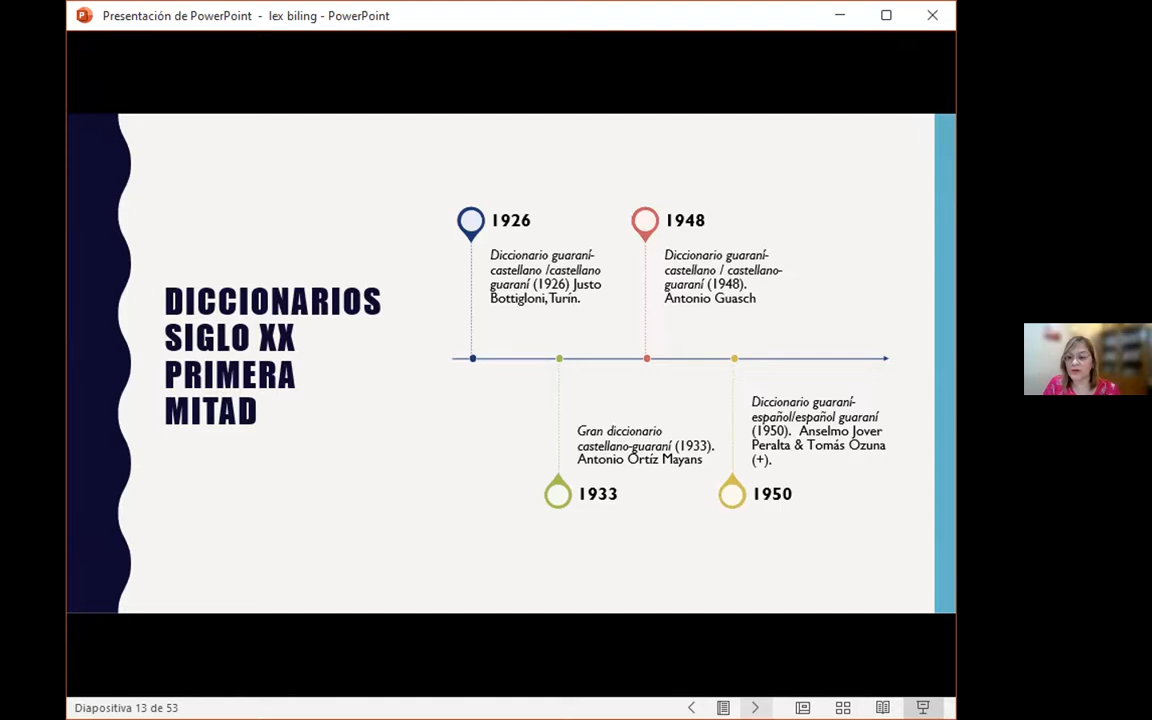 Presentación de PowerPoint - lex biling - PowerPoint
DICCIONARIOS
SIGLO XX
PRIMERA
MITAD
1926
Diccionario guaraní-
castellano /castellano
guaraní (1926) Justo
Bottigloni, Turín.
1948
Diccionario guaraní-
castellano / castellano-
guaraní (1948).
Antonio Guasch
Gran diccionario
castellano-guaraní (1933).
Antonio Ortíz Mayans
1933
Diccionario guaraní-
español/español guaraní
(1950). Anselmo Jover
Peralta & Tomás Ozuna
(+).
1950
Diapositiva 13 de 53